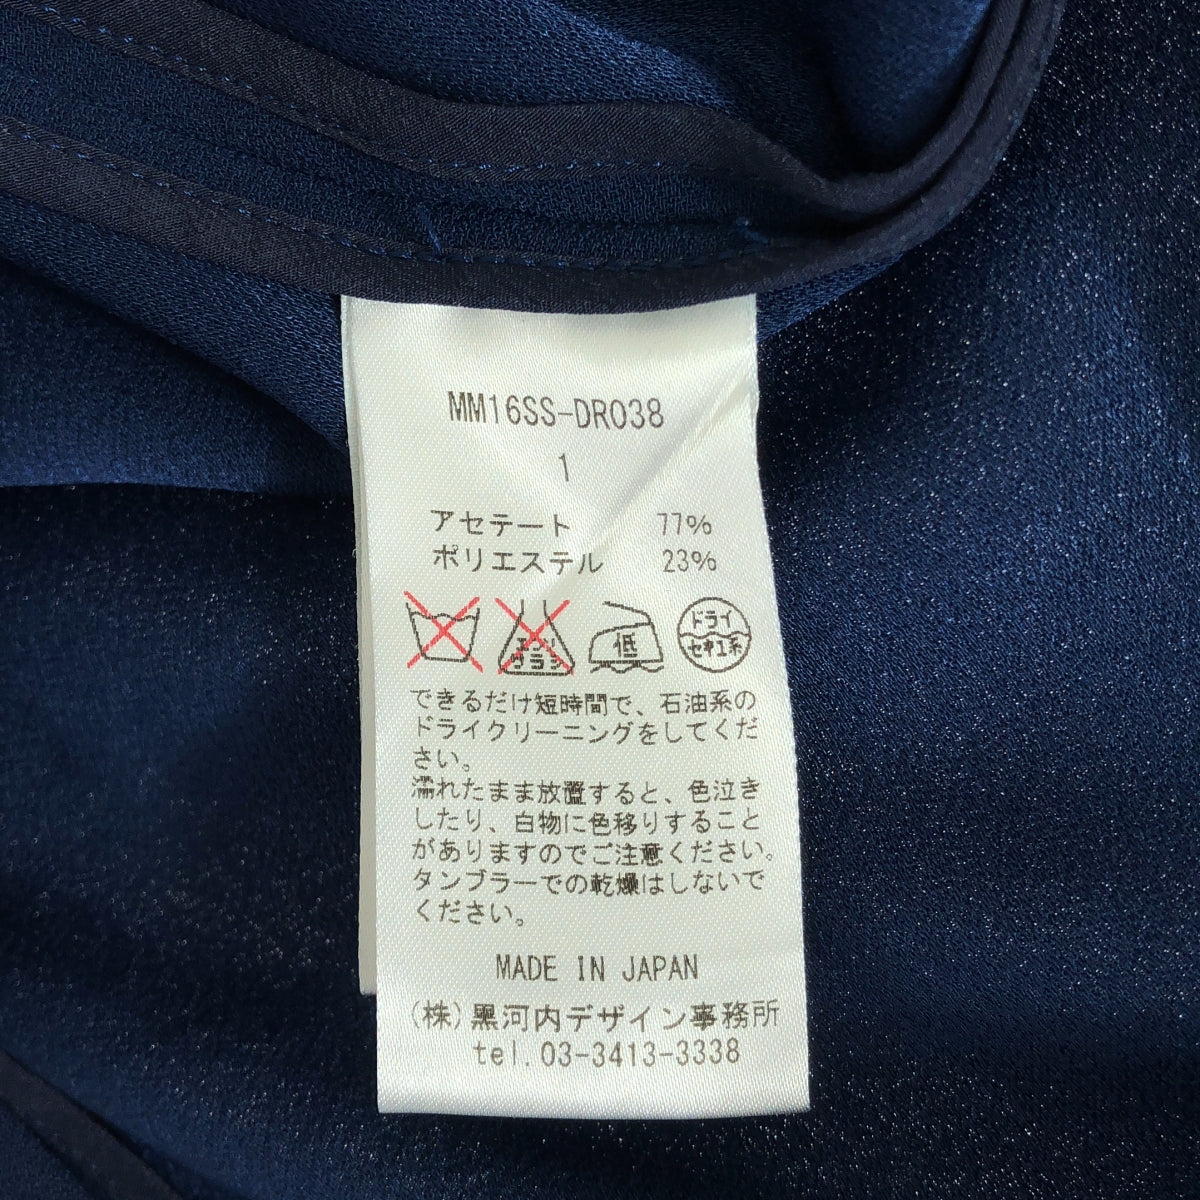 MM16SS-DR038
1
アセテート 77%
ポリエステル 23%
エンソ
サラシ
低
ドライ
セキユ系
できるだけ短時間で、石油系の
ドライクリーニングをしてくだ
さい。
濡れたまま放置すると、色泣き
したり、白物に色移りすること
がありますのでご注意ください。
タンブラーでの乾燥はしないで
ください。
MADE IN JAPAN
(株)黒河内デザイン事務所
tel.03-3413-3338